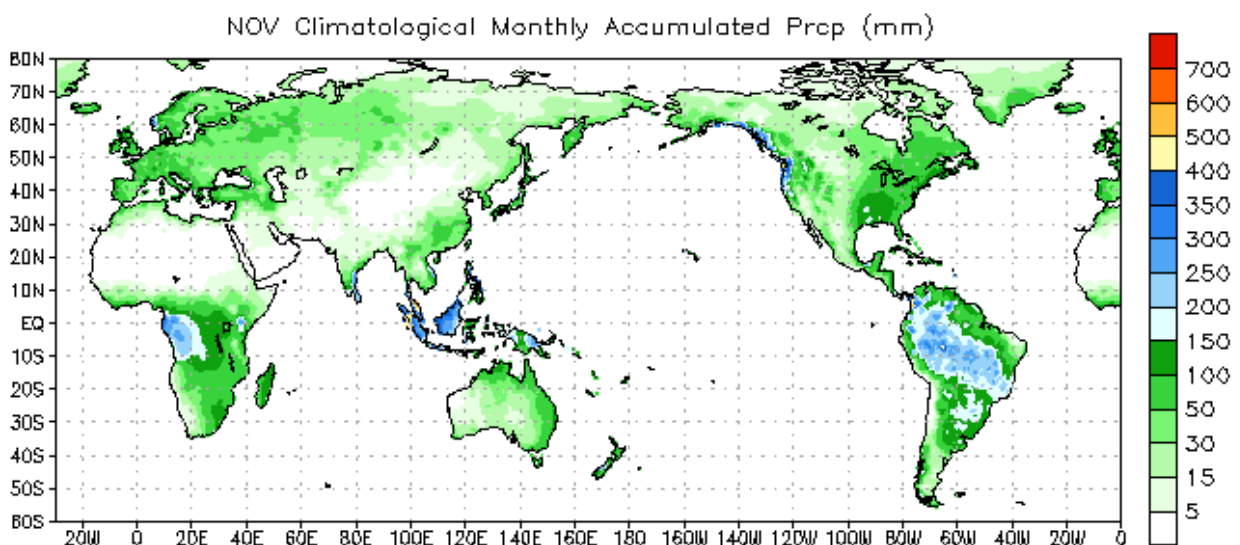 NOV Climatological Monthly Accumulated Prcp (mm)
80N
70N
60N
50N
40N
30N
20N
10N
EQ
10S
20S
30S
40S
50S
60S
20W 0 20E 40E 60E 80E 100E 120E 140E 160E 180 160W 140W 120W 100W 80W 60W 40W 20W 0
700
600
500
400
350
300
250
200
150
100
50
30
15
5